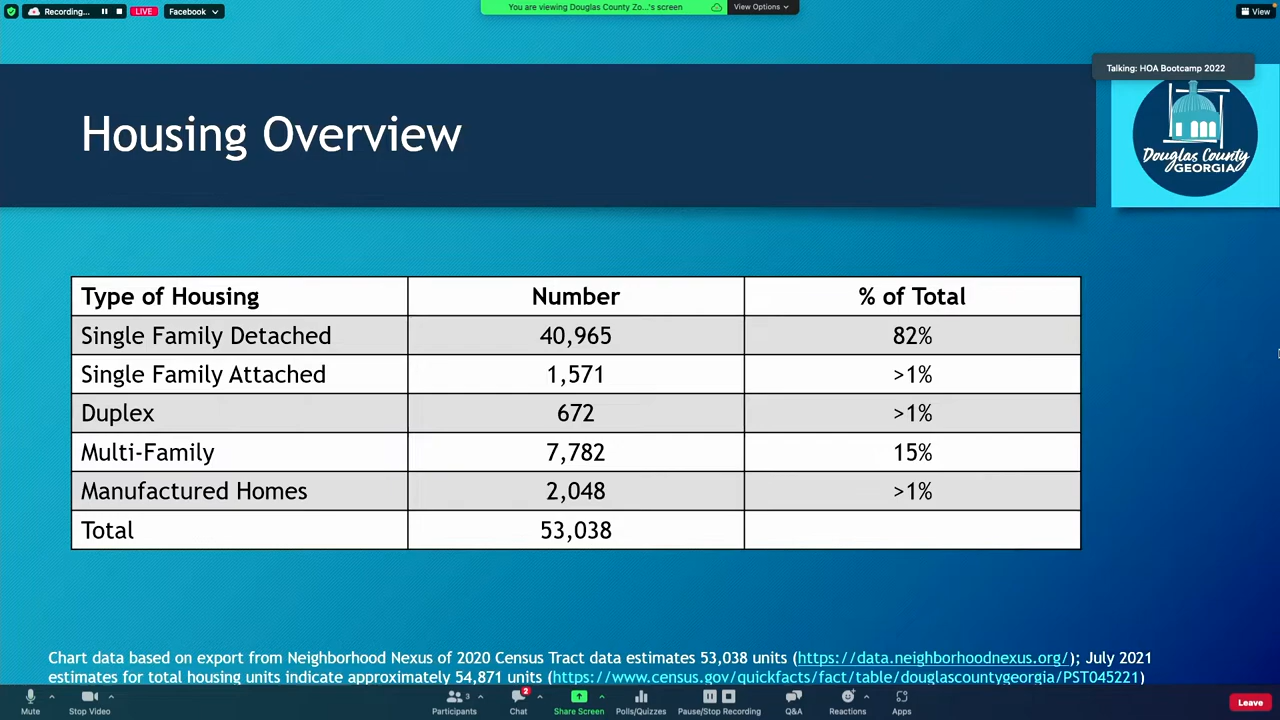 Recording...
LIVE
Facebook
You are viewing Douglas County Zo...'s screen
View Options
View
Talking: HOA Bootcamp 2022
Housing Overview
Douglas County
GEORGIA
Type of Housing Number % of Total
Single Family Detached 40,965 82%
Single Family Attached 1,571 >1%
Duplex 672 >1%
Multi-Family 7,782 15%
Manufactured Homes 2,048 >1%
Total 53,038
Chart data based on export from Neighborhood Nexus of 2020 Census Tract data estimates 53,038 units (https://data.neighborhoodnexus.org/); July 2021
estimates for total housing units indicate approximately 54,871 units (https://www.census.gov/quickfacts/fact/table/douglascountygeorgia/PST045221)
3
2
Mute
Stop Video
Participants
Chat
Share Screen
Polls/Quizzes
Pause/Stop Recording
Q&A
Reactions
Apps
Leave